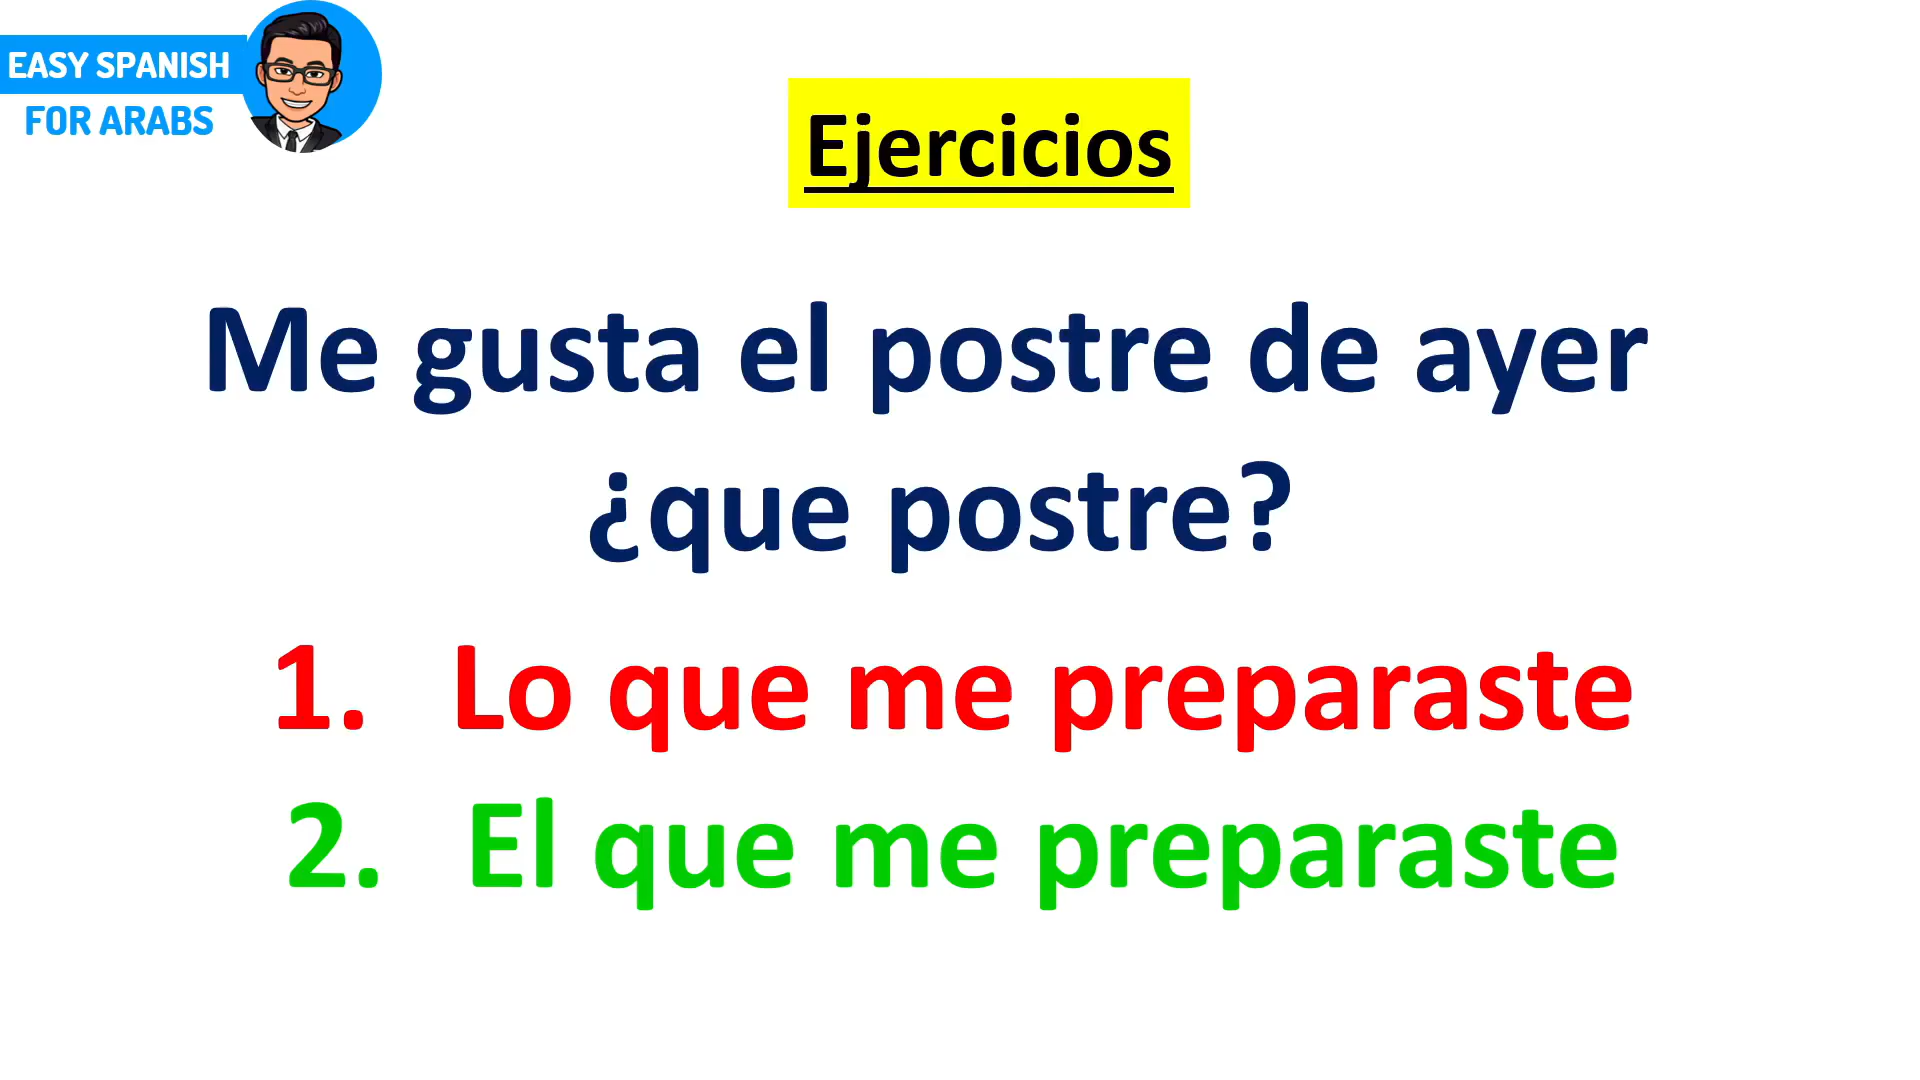 EASY SPANISH
FOR ARABS
Ejercicios
Me gusta el postre de ayer
¿que postre?
1. Lo que me preparaste
2. El que me preparaste